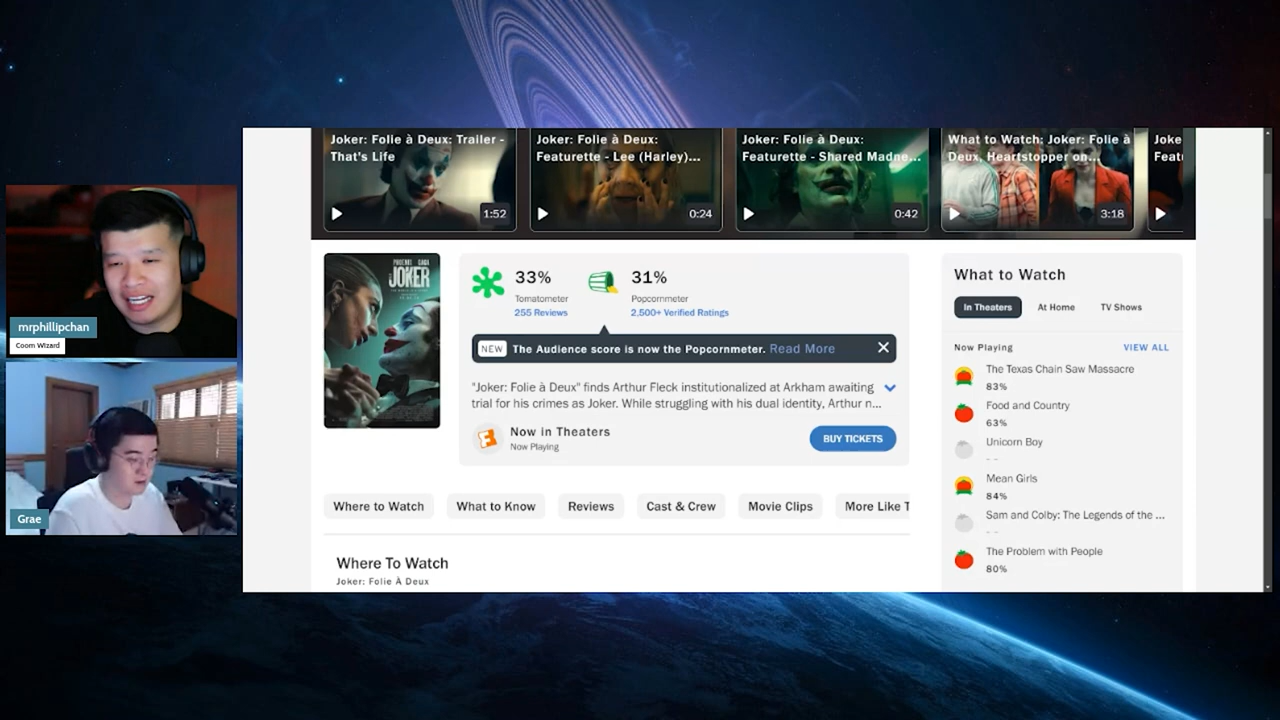 Joker: Folie à Deux: Trailer -
That's Life
1:52
Joker: Folie à Deux:
Featurette - Lee (Harley)...
0:24
Joker: Folie à Deux:
Featurette - Shared Madne...
0:42
What to Watch: Joker: Folie à
Deux, Heartstopper on...
3:18
Joke
Featu
PHOENIX GAGA
JOKER
33%
Tomatometer
255 Reviews
31%
Popcornmeter
2,500+ Verified Ratings
NEW The Audience score is now the Popcornmeter. Read More
"Joker: Folie à Deux" finds Arthur Fleck institutionalized at Arkham awaiting
trial for his crimes as Joker. While struggling with his dual identity, Arthur n...
Now in Theaters
Now Playing
BUY TICKETS
Where to Watch
What to Know
Reviews
Cast & Crew
Movie Clips
More Like T
Where To Watch
Joker: Folie À Deux
What to Watch
In Theaters
At Home
TV Shows
Now Playing
VIEW ALL
The Texas Chain Saw Massacre
83%
Food and Country
63%
Unicorn Boy
- -
Mean Girls
84%
Sam and Colby: The Legends of the ...
- -
The Problem with People
80%
mrphillipchan
Coom Wizard
Grae